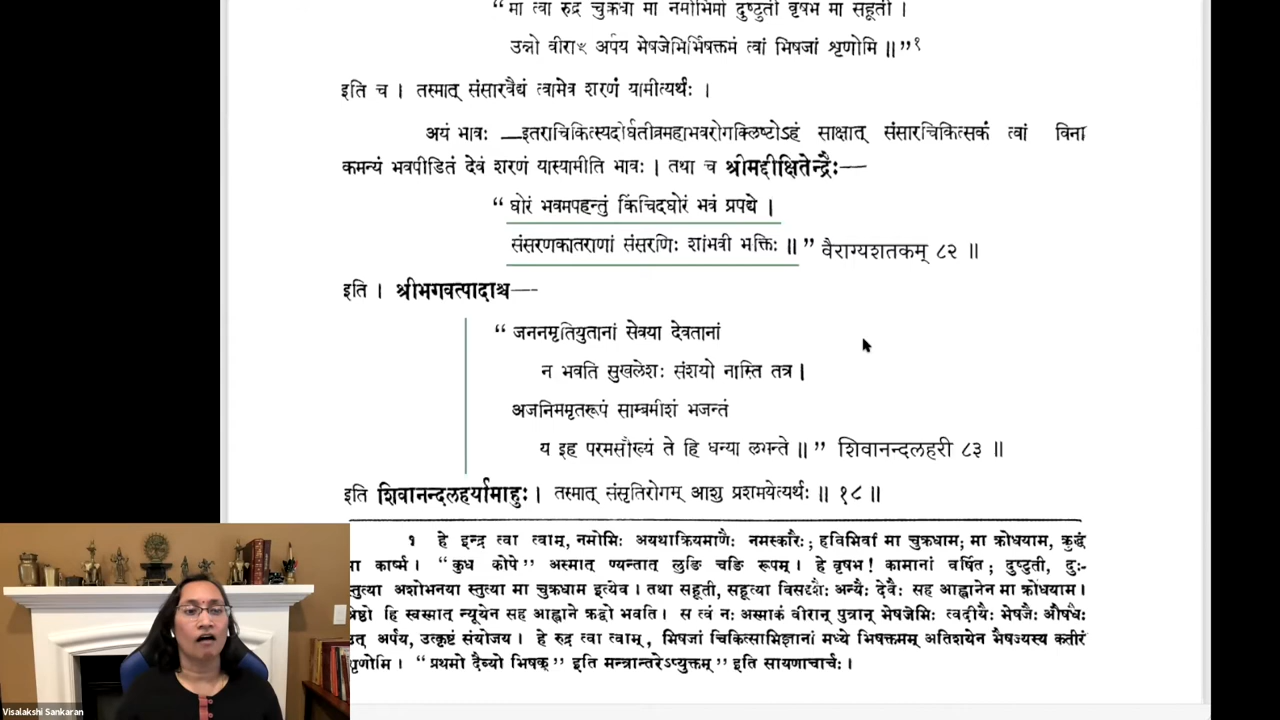 “ मा त्वा रुद्र चुक्रुधा मा नमोभिर्मा दुष्टुती वृषभ मा सहूती ।
उन्नो वीराँ अर्पय भेषजेभिर्भिषक्तमं त्वां भिषजां शृणोमि ॥”१
इति च । तस्मात् संसारवैद्यं त्वामेव शरणं यामीत्यर्थः ।
अयं भावः —इतराचिकित्स्यदीर्घतीव्रमहाभवरोगक्लिष्टोऽहं साक्षात् संसारचिकित्सकं त्वां विना
कमन्यं भवपीडितं देवं शरणं यास्यामीति भावः । तथा च श्रीमद्दीक्षितेन्द्रैः—
“ घोरं भवमपहन्तुं किंचिदघोरं भवं प्रपद्ये ।
संसरणकातराणां संसरणिः शांभवी भक्तिः ॥ ” वैराग्यशतकम् ८२ ॥
इति । श्रीभगवत्पादाश्च—
“ जननमृतियुतानां सेवया देवतानां
न भवति सुखलेशः संशयो नास्ति तत्र ।
अजनिममृतरूपं साम्बमीशं भजन्तं
य इह परमसौख्यं ते हि धन्या लभन्ते ॥ ” शिवानन्दलहरी ८३ ॥
इति शिवानन्दलहर्यामाहुः । तस्मात् संसृतिरोगम् आशु प्रशमयेत्यर्थः ॥ १८ ॥
१ हे इन्द्र त्वा त्वाम्, नमोभिः अयथाक्रियमाणैः नमस्कारैः; हविर्भिर्वा मा चुक्रुधाम; मा क्रोधयाम, क्रुद्धं
मा कार्ष्म । “ क्रुध कोपे” अस्मात् ण्यन्तात् लुङि चङि रूपम् । हे वृषभ! कामानां वर्षितः; दुष्टुती, दुः-
स्तुत्या अशोभनया स्तुत्या मा चुक्रुधाम इत्येव । तथा सहूती, सहूत्या विसदृशैः अन्यैः देवैः सह आह्वानेन मा क्रोधयाम ।
श्रेष्ठो हि स्वस्मात् न्यूनेन सह आह्वाने क्रुद्धो भवति । स त्वं नः अस्माकं वीरान् पुत्रान् भेषजेभिः त्वदीयैः भेषजैः औषधैः
उत् अर्पय, उत्कृष्टं संयोजय । हे रुद्र त्वा त्वाम् , भिषजां चिकित्साभिज्ञानां मध्ये भिषक्तमम् अतिशयेन भैषज्यस्य कर्तारं
शृणोमि । “ प्रथमो दैव्यो भिषक् ” इति मन्त्रान्तरेऽप्युक्तम्” इति सायणाचार्यः ।
Visalakshi Sankaran